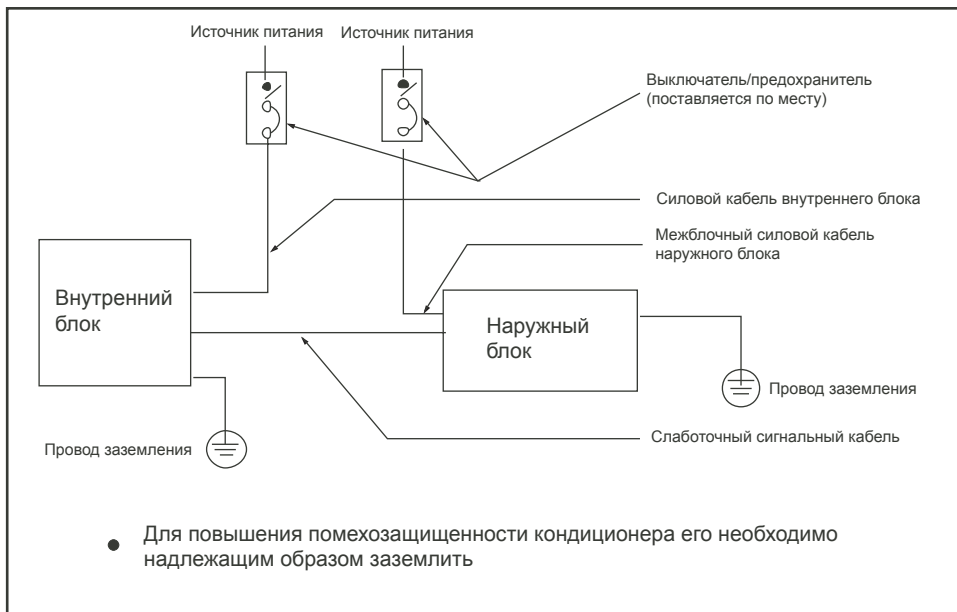 Источник питания
Источник питания
Выключатель/предохранитель
(поставляется по месту)
Силовой кабель внутреннего блока
Межблочный силовой кабель
наружного блока
Внутренний
блок
Наружный
блок
Провод заземления
Слаботочный сигнальный кабель
Провод заземления
● Для повышения помехозащищенности кондиционера его необходимо
надлежащим образом заземлить